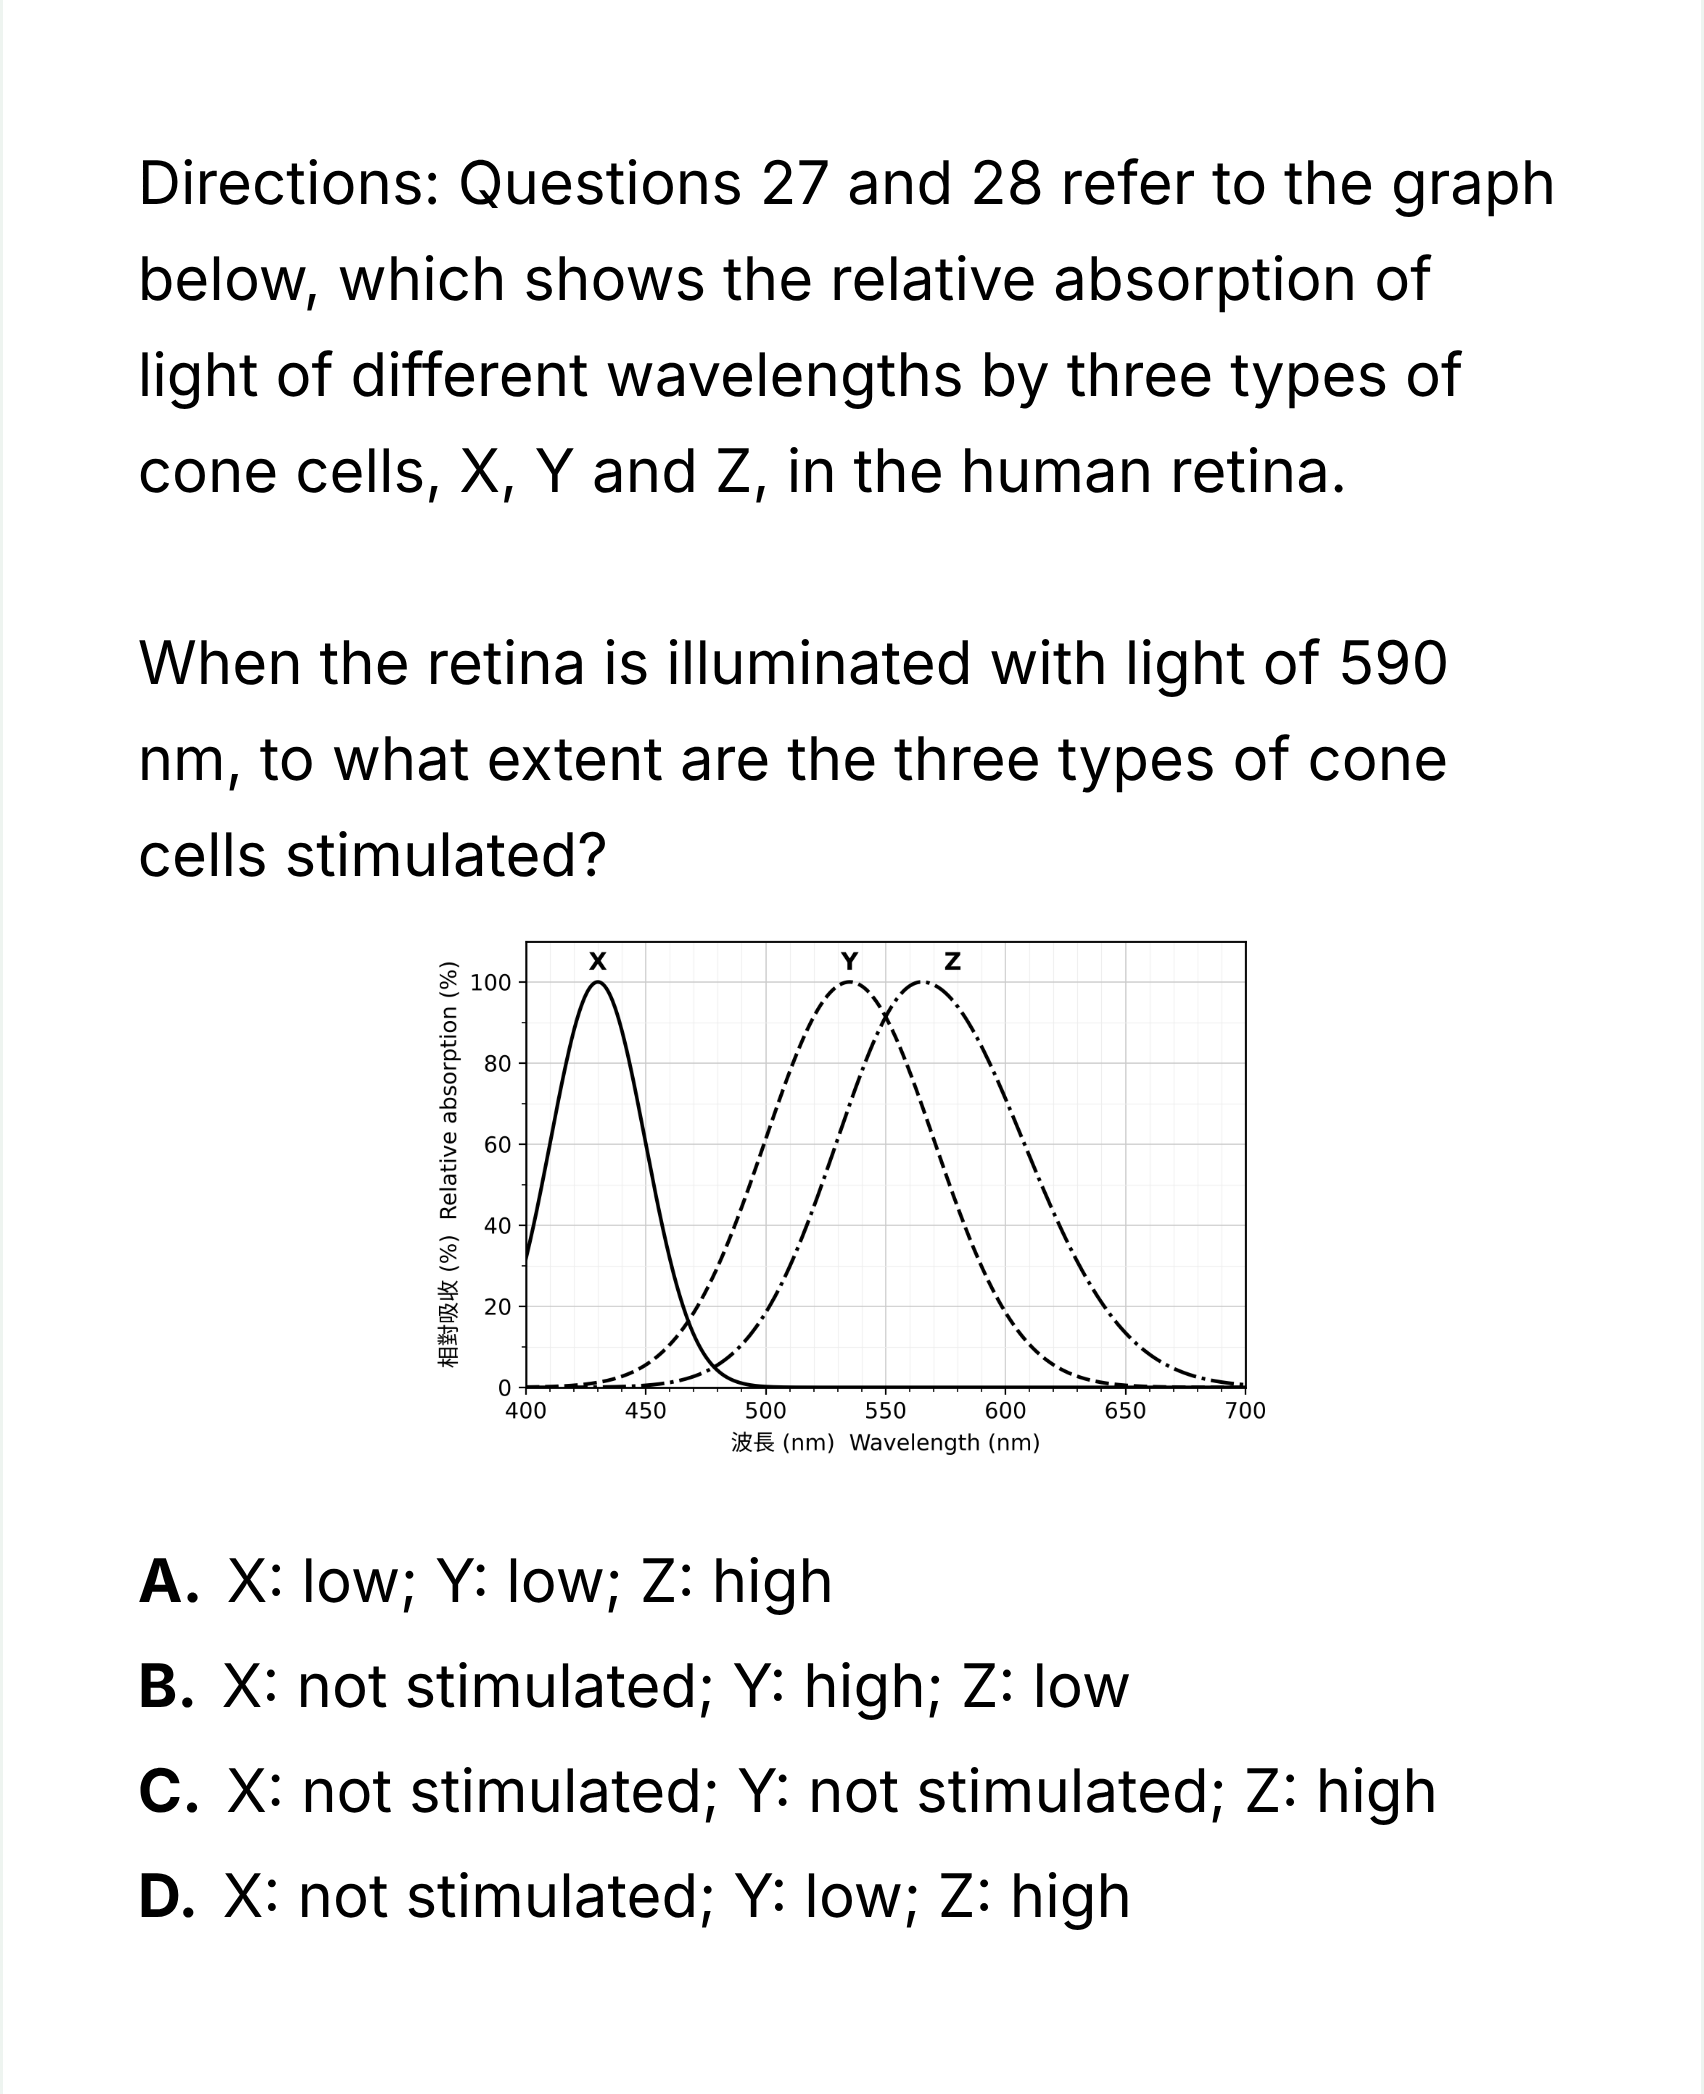 Directions: Questions 27 and 28 refer to the graph
below, which shows the relative absorption of
light of different wavelengths by three types of
cone cells, X, Y and Z, in the human retina.
When the retina is illuminated with light of 590
nm, to what extent are the three types of cone
cells stimulated?
X
Y
Z
相對吸收 (%) Relative absorption (%)
100
80
60
40
20
0
400 450 500 550 600 650 700
波長 (nm) Wavelength (nm)
A. X: low; Y: low; Z: high
B. X: not stimulated; Y: high; Z: low
C. X: not stimulated; Y: not stimulated; Z: high
D. X: not stimulated; Y: low; Z: high